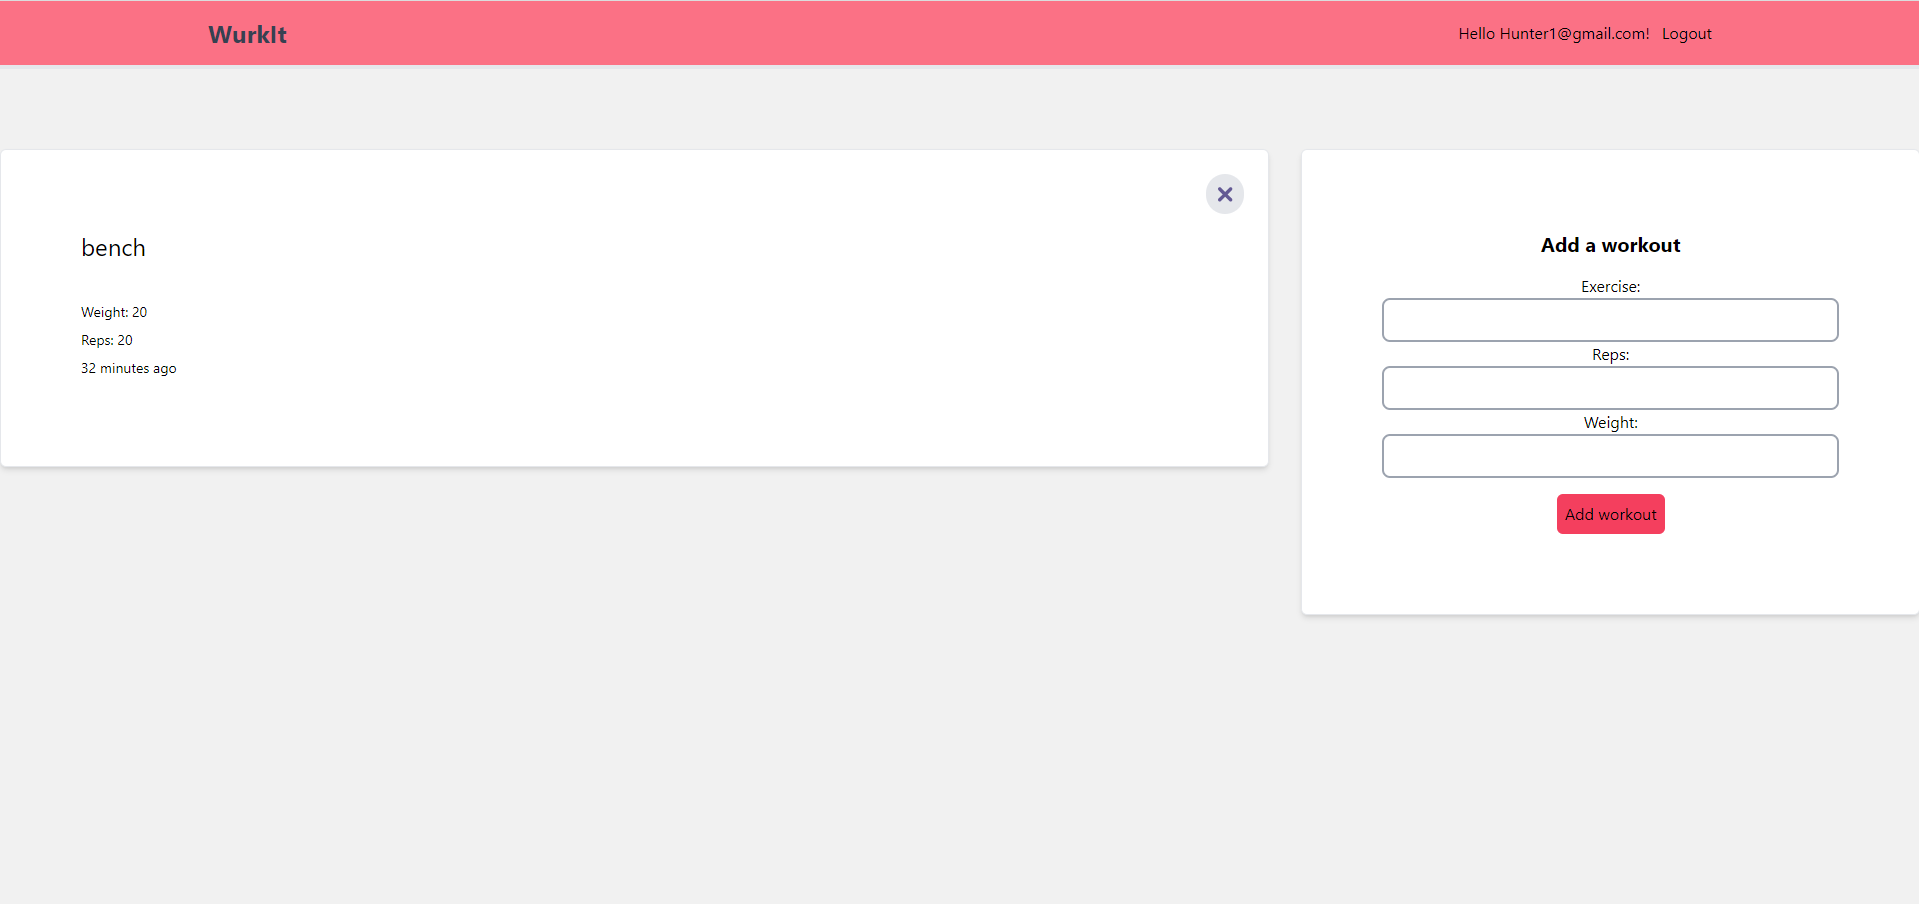 WurkIt
Hello Hunter1@gmail.com! Logout
bench
Weight: 20
Reps: 20
32 minutes ago
Add a workout
Exercise:
Reps:
Weight:
Add workout